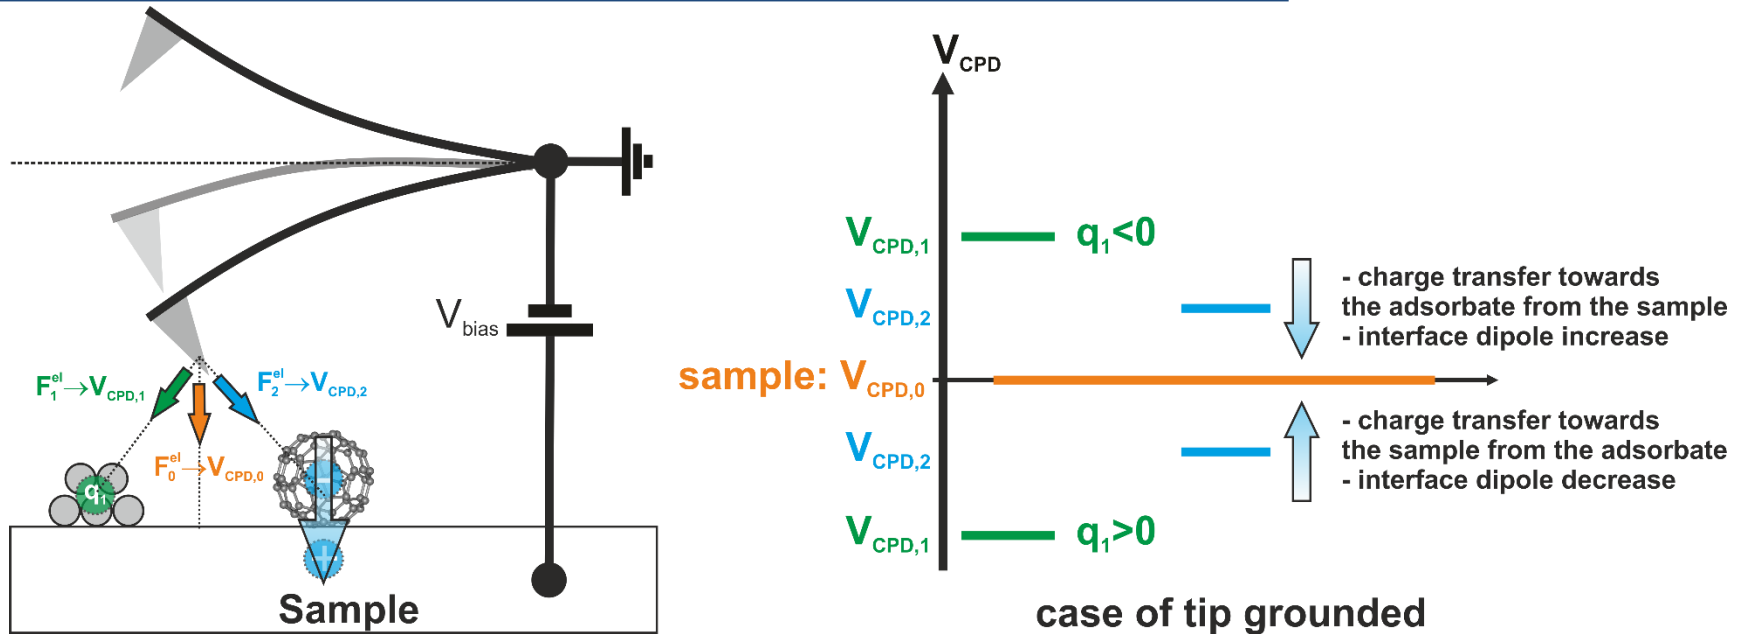 V_bias
F₁^el→V_CPD,1
F₂^el→V_CPD,2
F₀^el→V_CPD,0
q₁
−
+
Sample
V_CPD
V_CPD,1
q₁<0
V_CPD,2
- charge transfer towards
the adsorbate from the sample
- interface dipole increase
sample: V_CPD,0
V_CPD,2
- charge transfer towards
the sample from the adsorbate
- interface dipole decrease
V_CPD,1
q₁>0
case of tip grounded